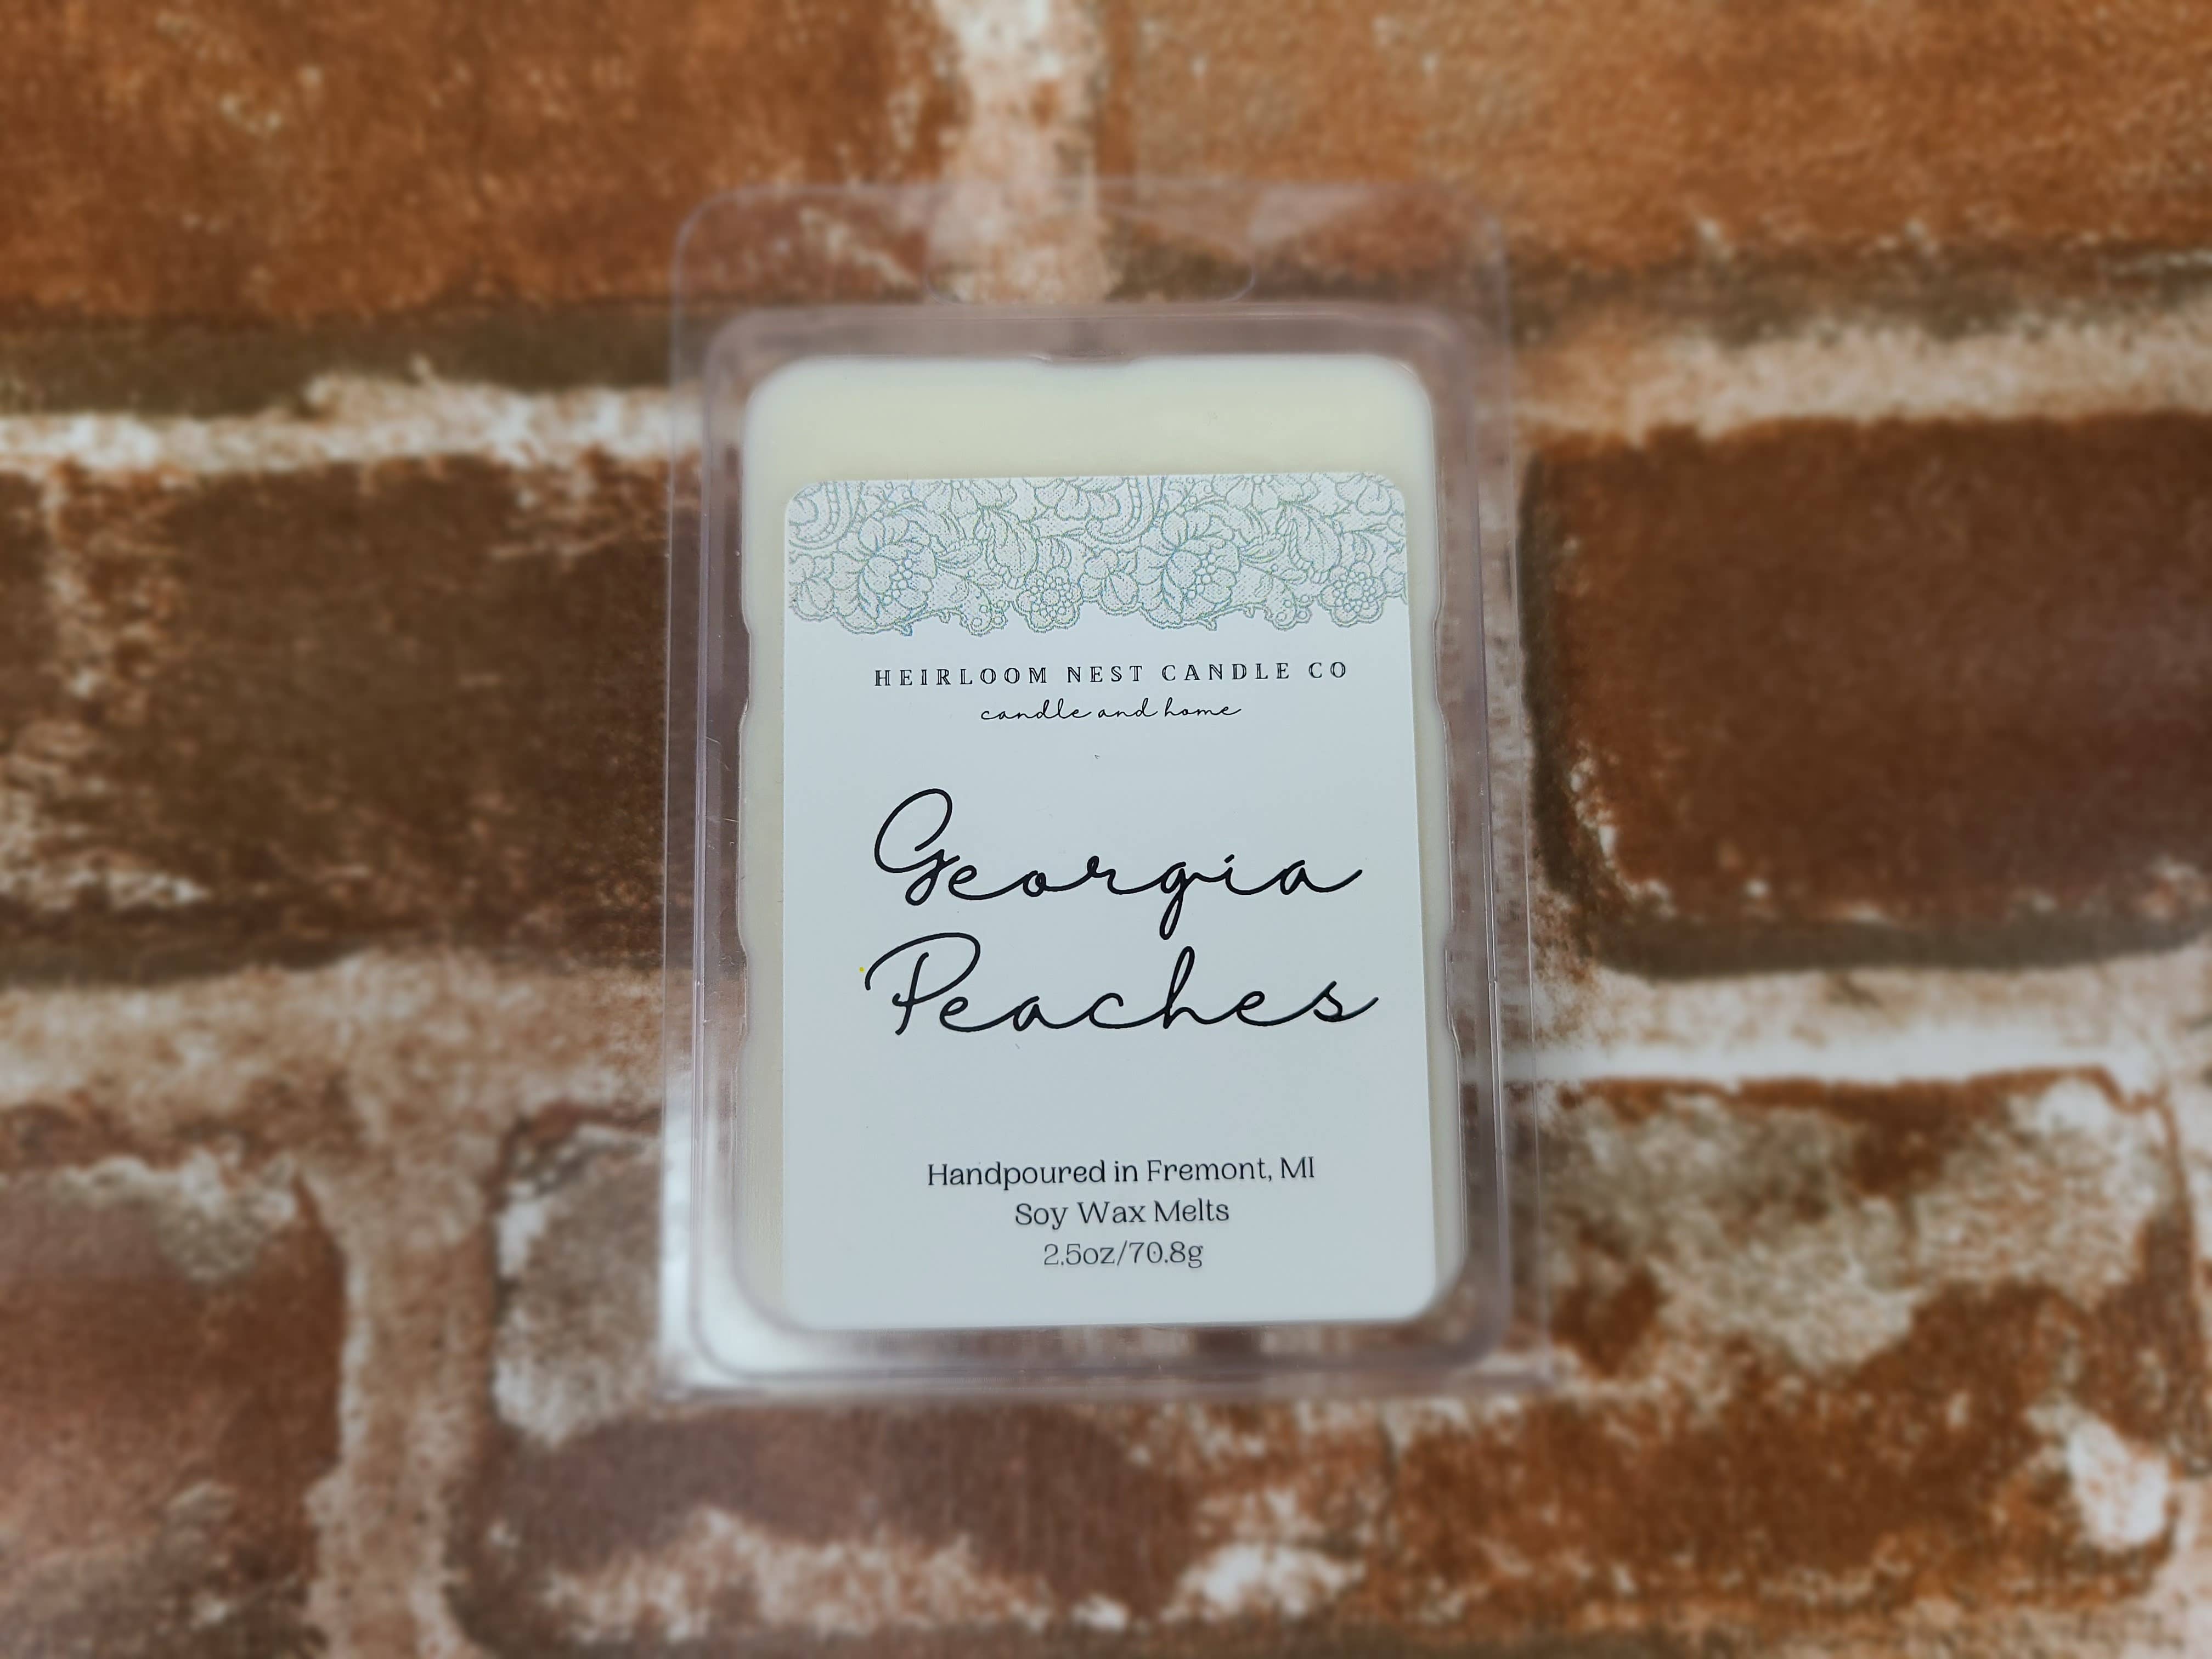 HEIRLOOM NEST CANDLE CO
candle and home
Georgia
Peaches
Handpoured in Fremont, MI
Soy Wax Melts
2.5oz/70.8g